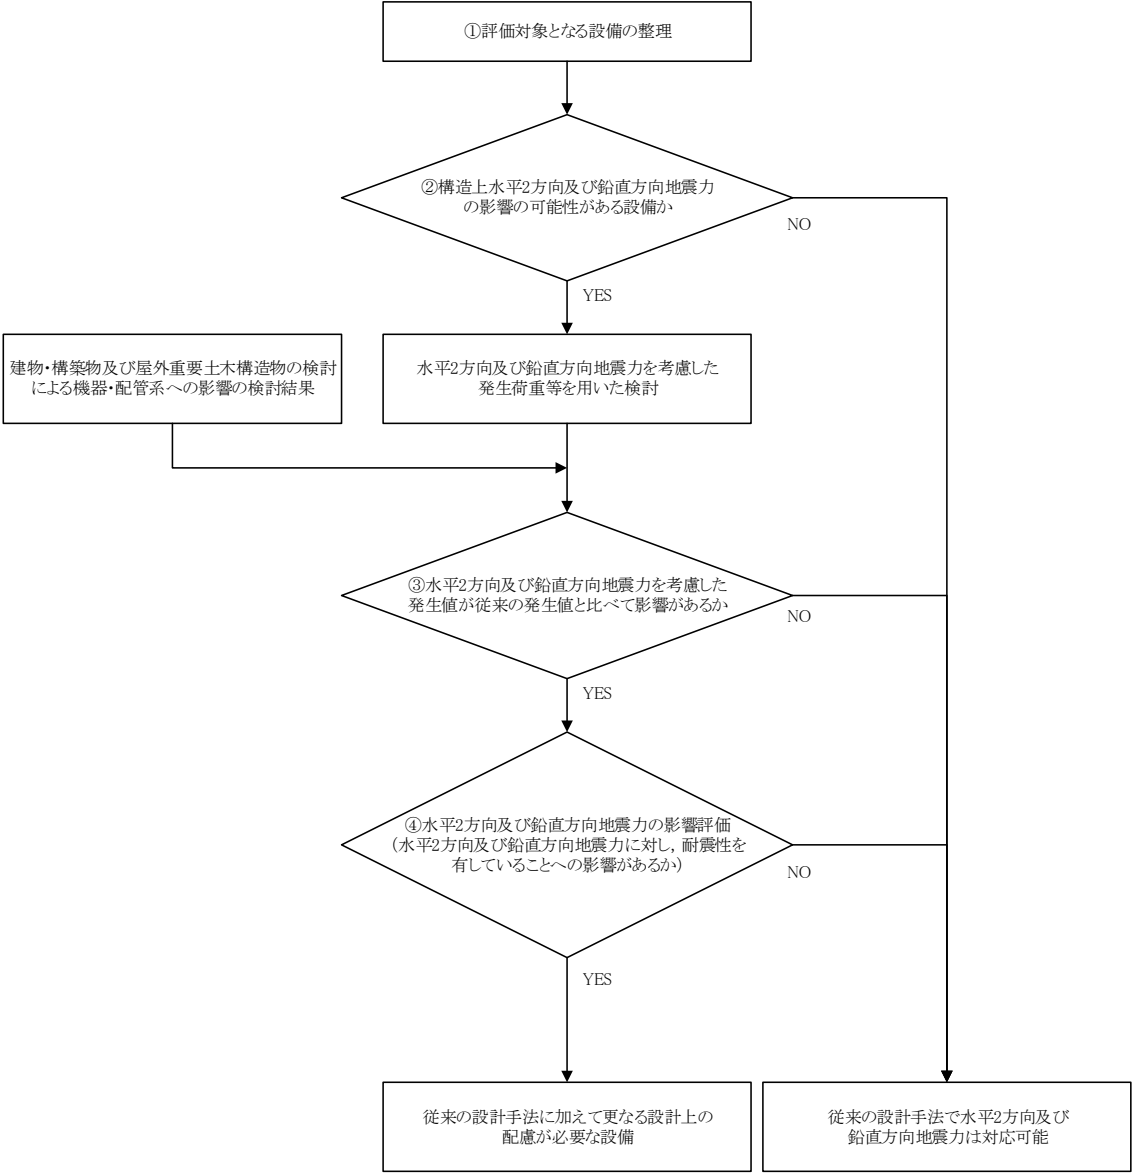 ①評価対象となる設備の整理
②構造上水平2方向及び鉛直方向地震力
の影響の可能性がある設備か
NO
YES
建物・構築物及び屋外重要土木構造物の検討
による機器・配管系への影響の検討結果
水平2方向及び鉛直方向地震力を考慮した
発生荷重等を用いた検討
③水平2方向及び鉛直方向地震力を考慮した
発生値が従来の発生値と比べて影響があるか
NO
YES
④水平2方向及び鉛直方向地震力の影響評価
(水平2方向及び鉛直方向地震力に対し,耐震性を
有していることへの影響があるか)
NO
YES
従来の設計手法に加えて更なる設計上の
配慮が必要な設備
従来の設計手法で水平2方向及び
鉛直方向地震力は対応可能